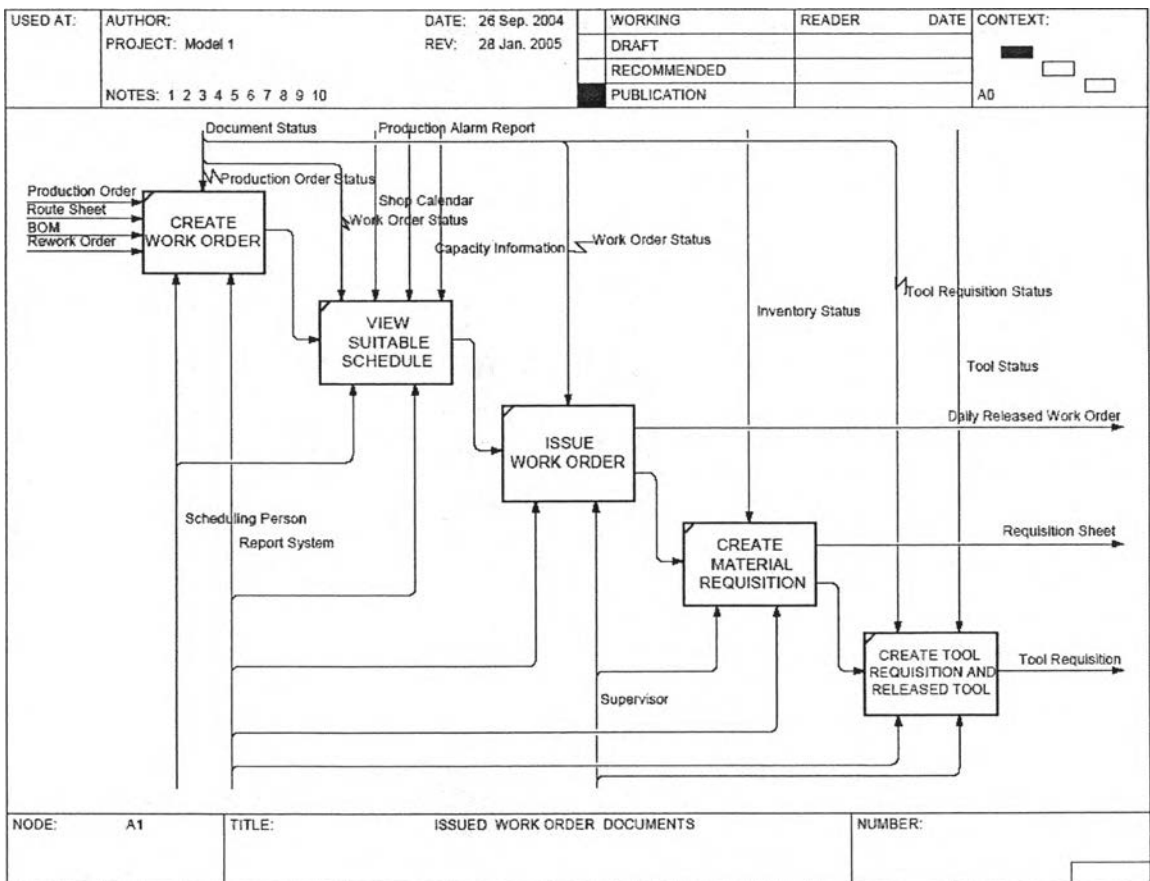 USED AT:
AUTHOR:
DATE: 26 Sep. 2004
WORKING
READER
DATE
CONTEXT:
PROJECT: Model 1
REV: 28 Jan. 2005
DRAFT
RECOMMENDED
NOTES: 1 2 3 4 5 6 7 8 9 10
PUBLICATION
A0
Document Status
Production Alarm Report
Production Order Status
Production Order
Route Sheet
BOM
Rework Order
CREATE
WORK ORDER
Shop Calendar
Work Order Status
Capacity Information
Work Order Status
Tool Requisition Status
Inventory Status
VIEW
SUITABLE
SCHEDULE
Tool Status
Daily Released Work Order
ISSUE
WORK ORDER
Scheduling Person
Report System
Requisition Sheet
CREATE
MATERIAL
REQUISITION
CREATE TOOL
REQUISITION AND
RELEASED TOOL
Tool Requisition
Supervisor
NODE: A1
TITLE: ISSUED WORK ORDER DOCUMENTS
NUMBER: